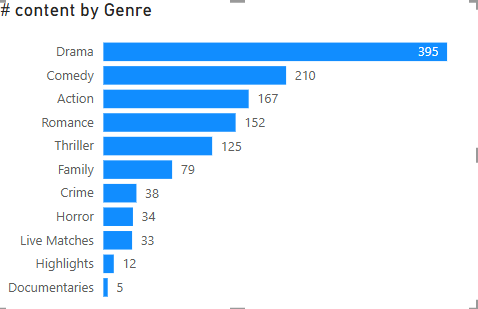 # content by Genre
Drama 395
Comedy 210
Action 167
Romance 152
Thriller 125
Family 79
Crime 38
Horror 34
Live Matches 33
Highlights 12
Documentaries 5